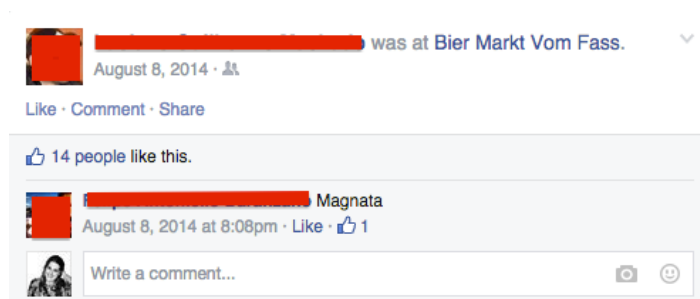 was at Bier Markt Vom Fass.
August 8, 2014 ·
Like · Comment · Share
14 people like this.
Magnata
August 8, 2014 at 8:08pm · Like · 1
Write a comment...